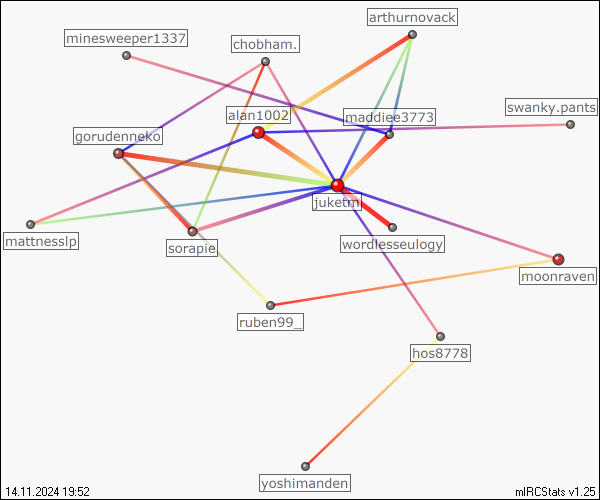 arthurnovack
minesweeper1337
chobham.
swanky.pants
alan1002
maddiee3773
gorudenneko
juketm
mattnesslp
sorapie
wordlesseulogy
moonraven
ruben99_
hos8778
yoshimanden
14.11.2024 19:52
mIRCStats v1.25